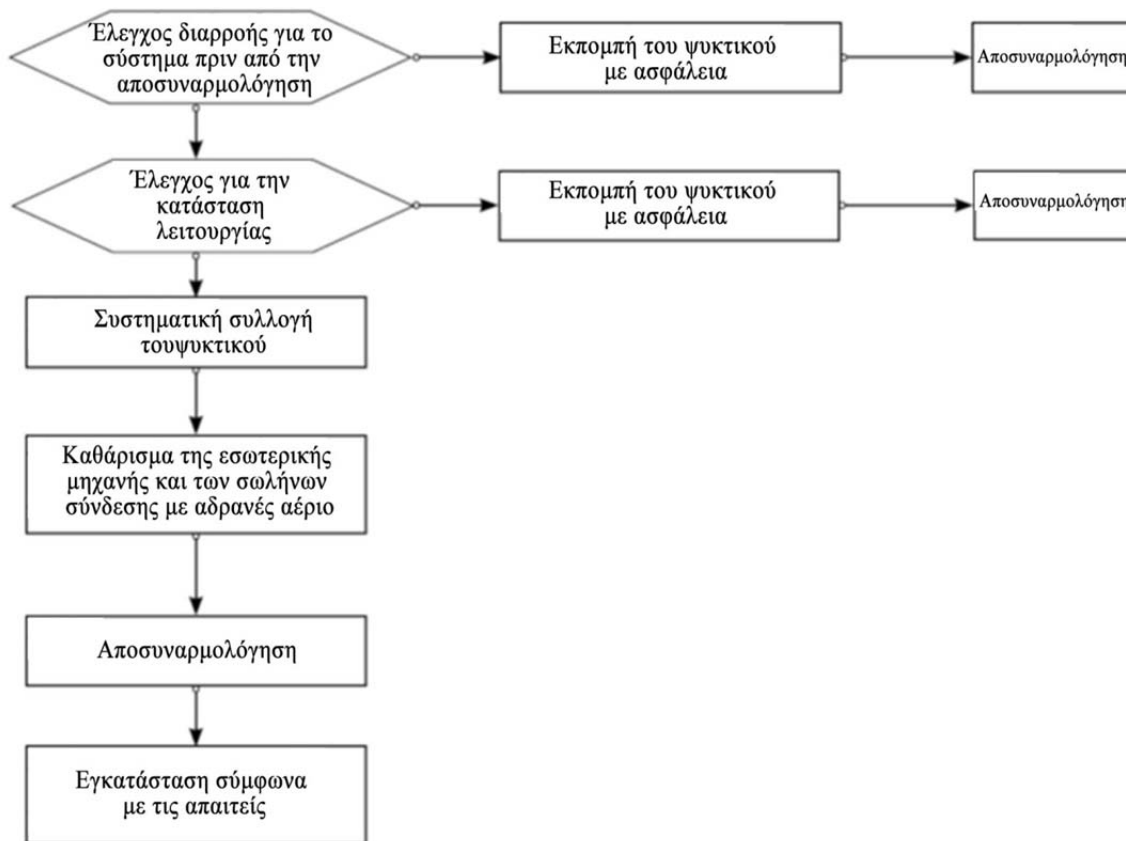 Έλεγχος διαρροής για το
σύστημα πριν από την
αποσυναρμολόγηση
Εκπομπή του ψυκτικού
με ασφάλεια
Αποσυναρμολόγηση
Έλεγχος για την
κατάσταση
λειτουργίας
Εκπομπή του ψυκτικού
με ασφάλεια
Αποσυναρμολόγηση
Συστηματική συλλογή
τουψυκτικού
Καθάρισμα της εσωτερικής
μηχανής και των σωλήνων
σύνδεσης με αδρανές αέριο
Αποσυναρμολόγηση
Εγκατάσταση σύμφωνα
με τις απαιτείς